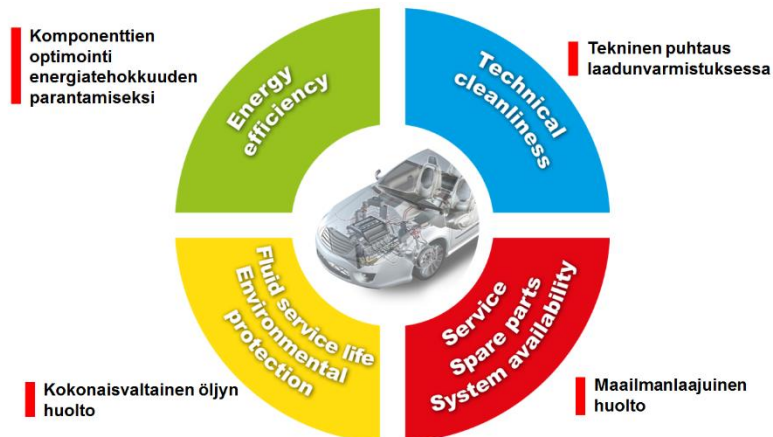 Komponenttien
optimointi
energiatehokkuuden
parantamiseksi
Energy
efficiency
Technical
cleanliness
Tekninen puhtaus
laadunvarmistuksessa
Fluid service life
Environmental
protection
Service
Spare parts
System availability
Kokonaisvaltainen öljyn
huolto
Maailmanlaajuinen
huolto